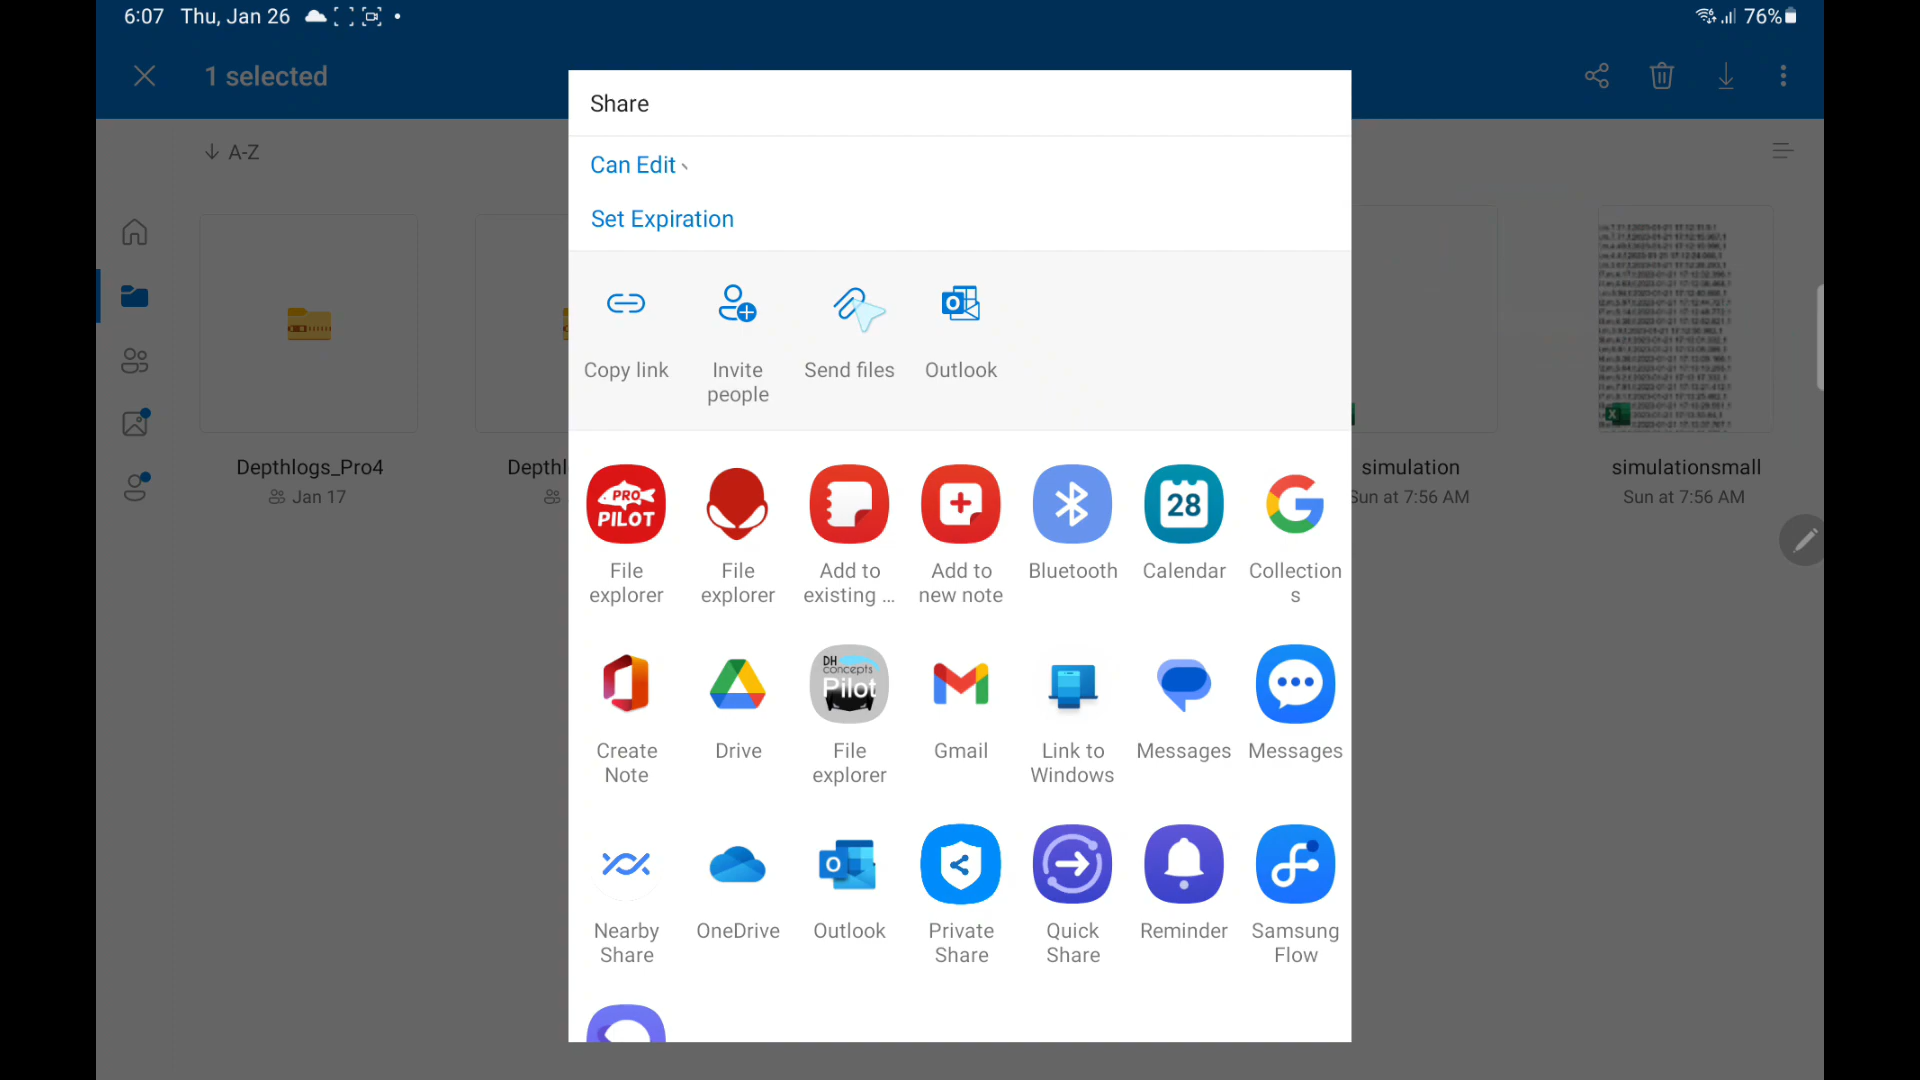 6:07 Thu, Jan 26
76%
1 selected
Share
A-Z
Can Edit
Set Expiration
Copy link
Invite
people
Send files
Outlook
Depthlogs_Pro4
Jan 17
Depthl
simulation
Sun at 7:56 AM
simulationsmall
Sun at 7:56 AM
PRO
PILOT
28
File
explorer
File
explorer
Add to
existing ...
Add to
new note
Bluetooth
Calendar
Collection
s
DH
concepts
Pilot
Create
Note
Drive
File
explorer
Gmail
Link to
Windows
Messages
Messages
Nearby
Share
OneDrive
Outlook
Private
Share
Quick
Share
Reminder
Samsung
Flow